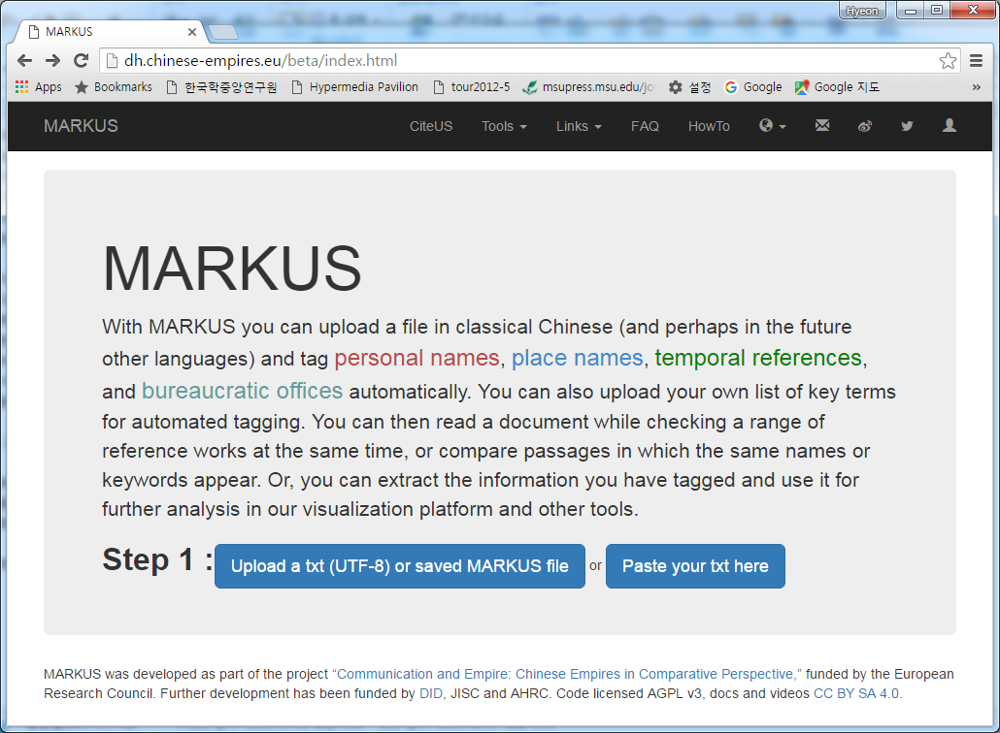 Hyeon
MARKUS
dh.chinese-empires.eu/beta/index.html
Apps Bookmarks 한국학중앙연구원 Hypermedia Pavilion tour2012-5 msupress.msu.edu/jo 설정 Google Google 지도 »
MARKUS CiteUS Tools Links FAQ HowTo
MARKUS
With MARKUS you can upload a file in classical Chinese (and perhaps in the future
other languages) and tag personal names, place names, temporal references,
and bureaucratic offices automatically. You can also upload your own list of key terms
for automated tagging. You can then read a document while checking a range of
reference works at the same time, or compare passages in which the same names or
keywords appear. Or, you can extract the information you have tagged and use it for
further analysis in our visualization platform and other tools.
Step 1 : Upload a txt (UTF-8) or saved MARKUS file or Paste your txt here
MARKUS was developed as part of the project “Communication and Empire: Chinese Empires in Comparative Perspective,” funded by the European
Research Council. Further development has been funded by DID, JISC and AHRC. Code licensed AGPL v3, docs and videos CC BY SA 4.0.